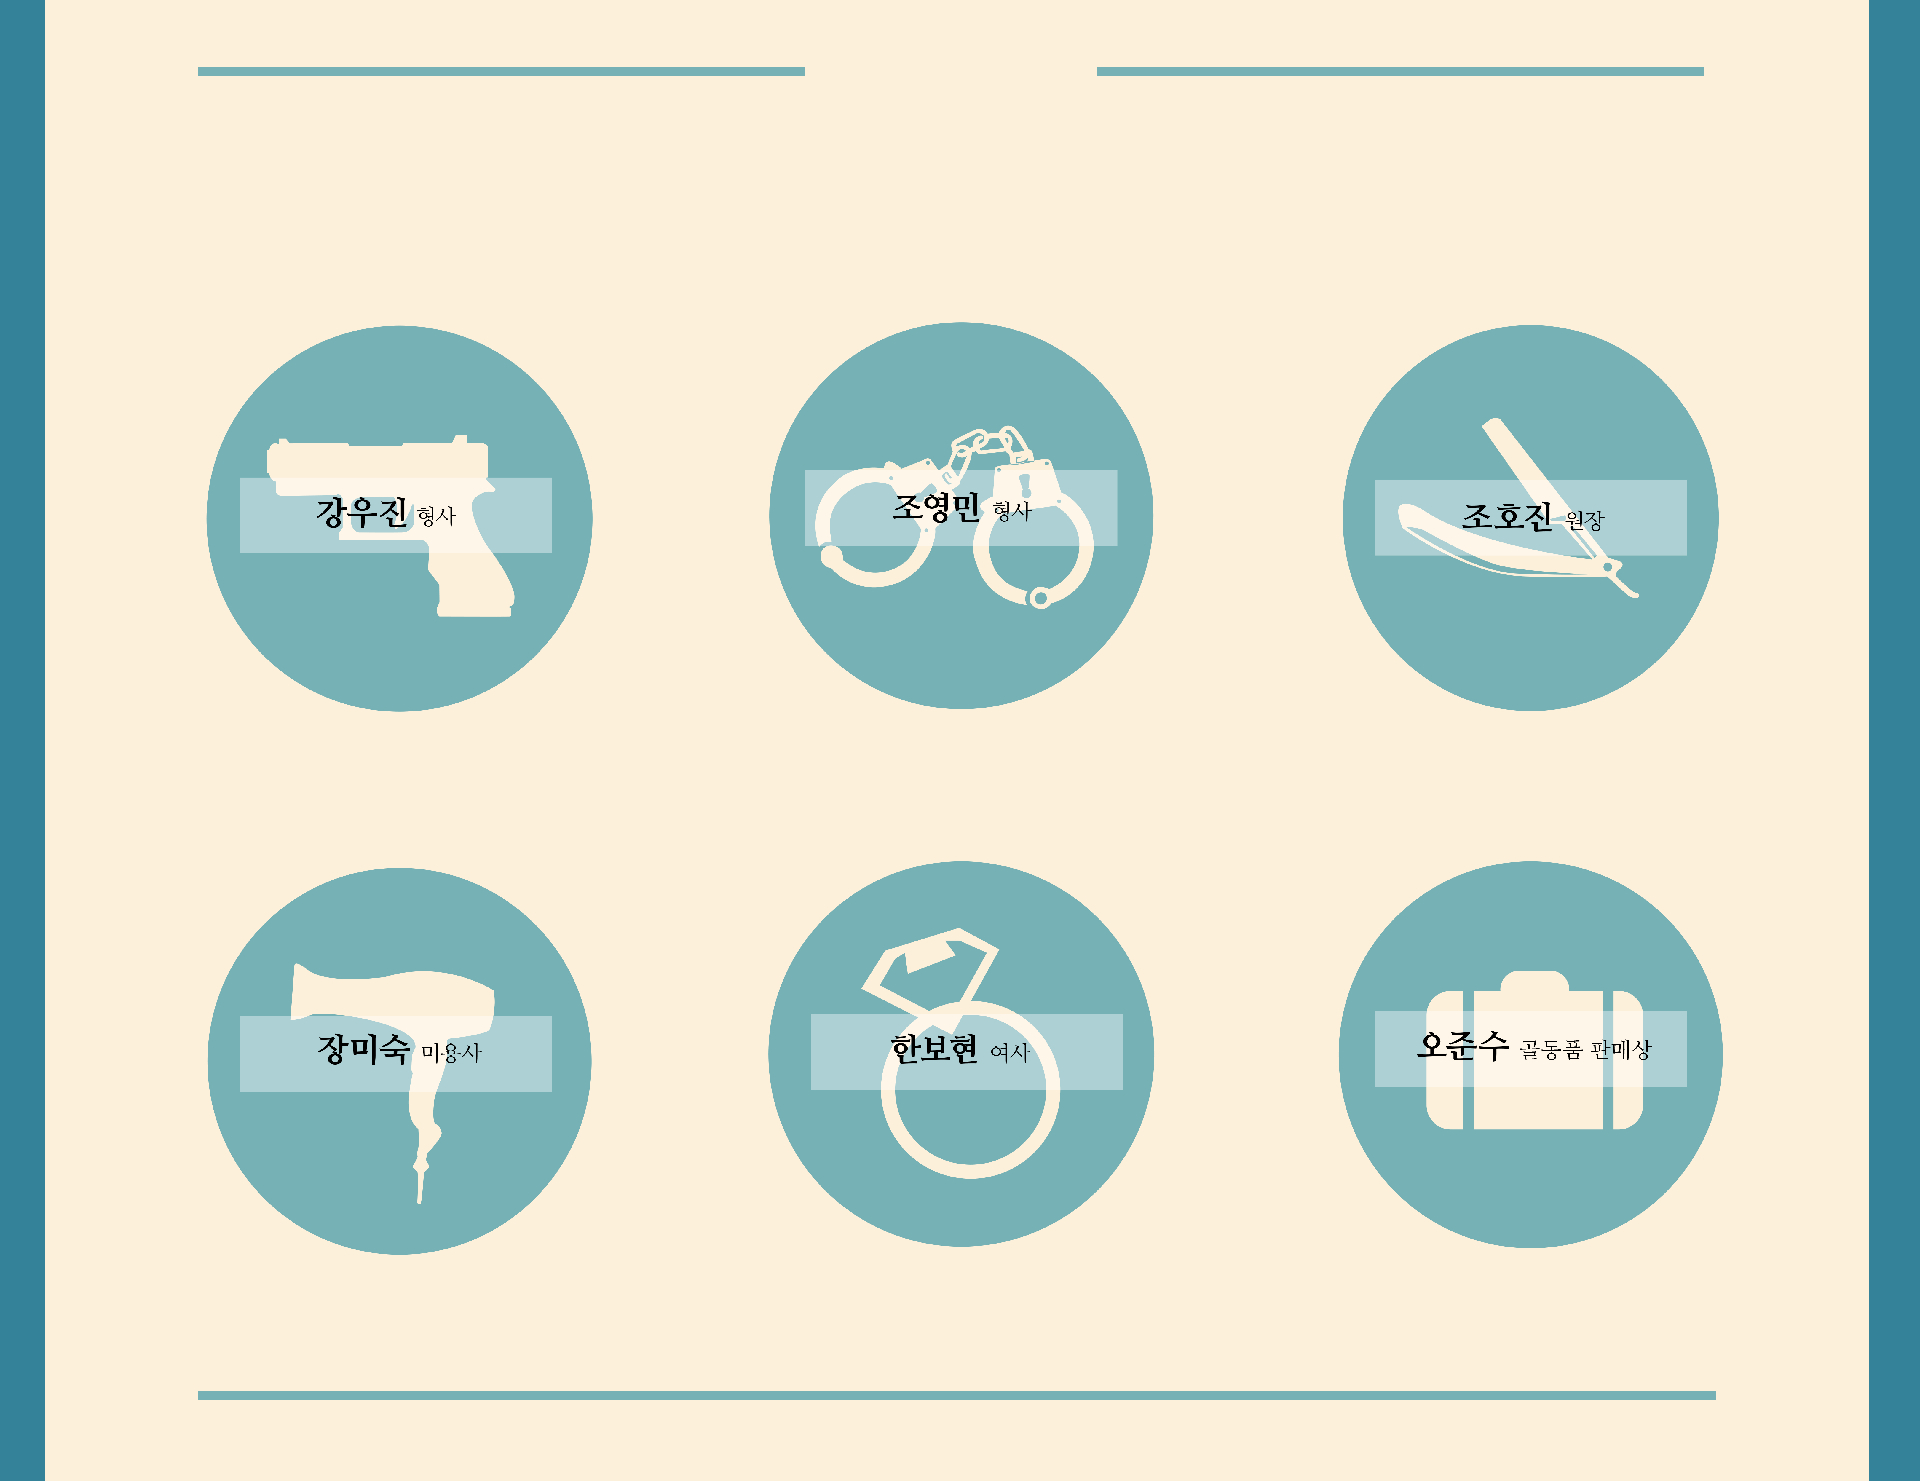 강우진 형사
조영민 형사
조호진 원장
장미숙 미용사
한보현 여사
오준수 골동품 판매상